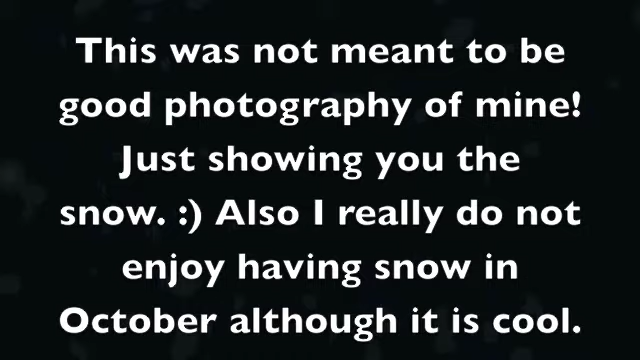 This was not meant to be
good photography of mine!
Just showing you the
snow. :) Also I really do not
enjoy having snow in
October although it is cool.